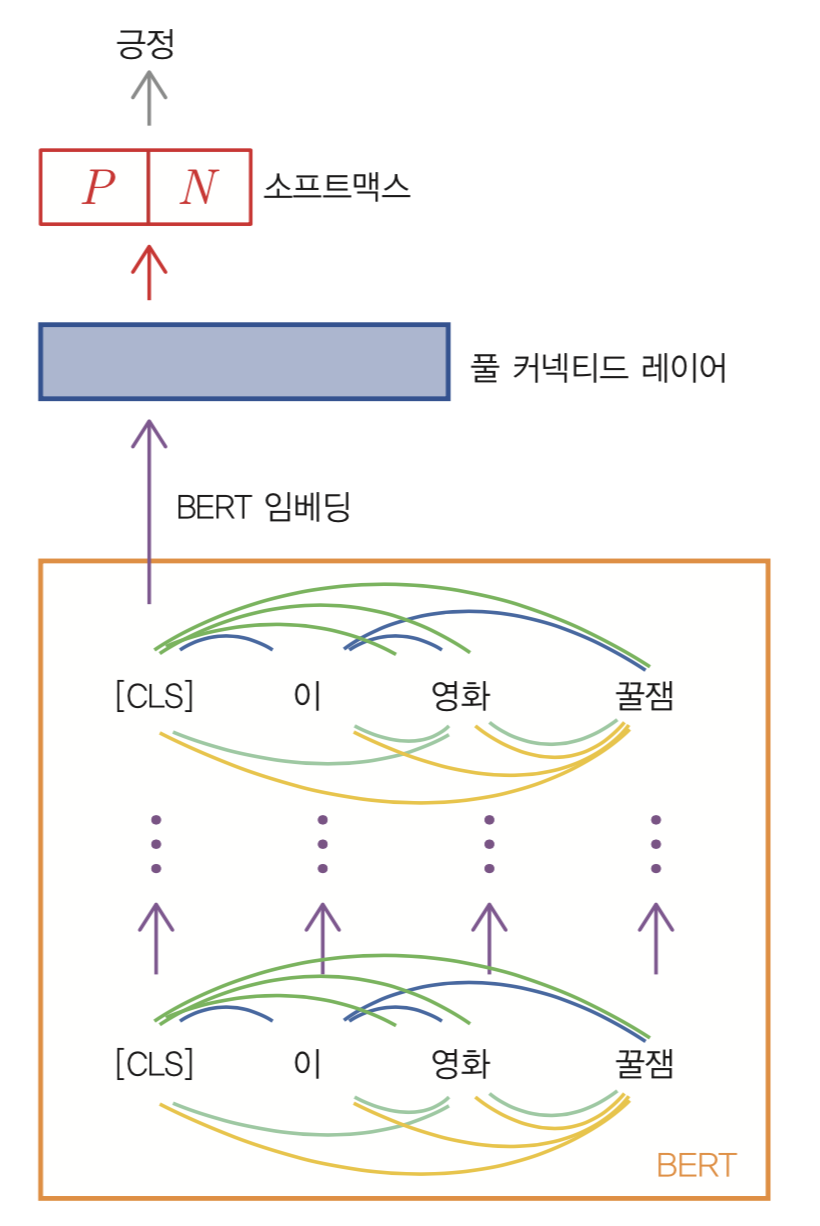 긍정
P N 소프트맥스
풀 커넥티드 레이어
BERT 임베딩
[CLS] 이 영화 꿀잼
[CLS] 이 영화 꿀잼
BERT